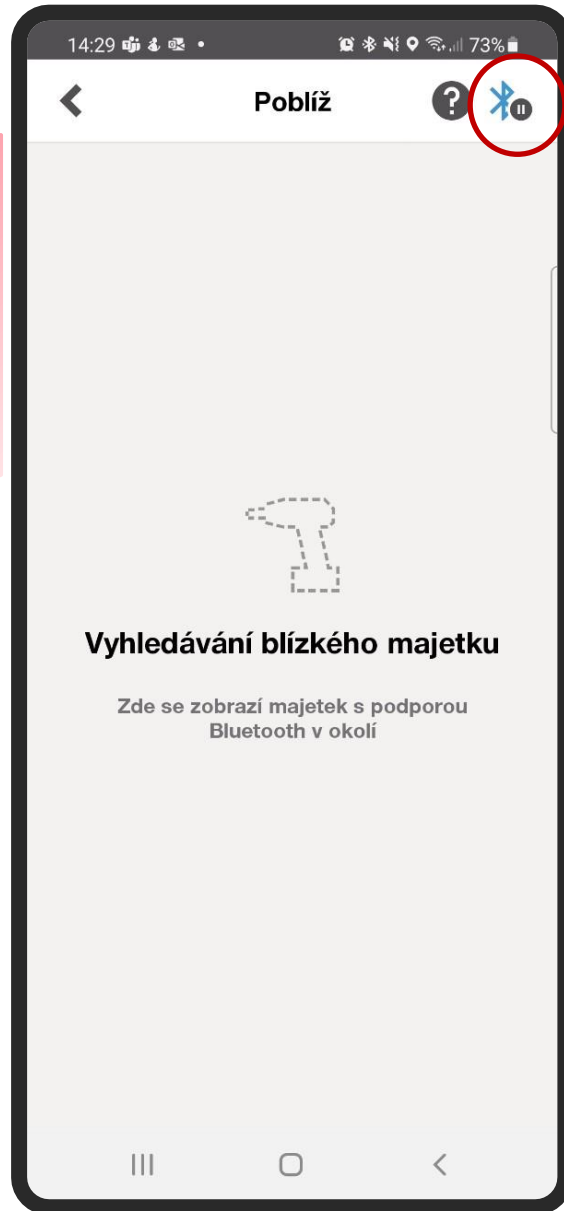 14:29 73%
Poblíž
Vyhledávání blízkého majetku
Zde se zobrazí majetek s podporou
Bluetooth v okolí